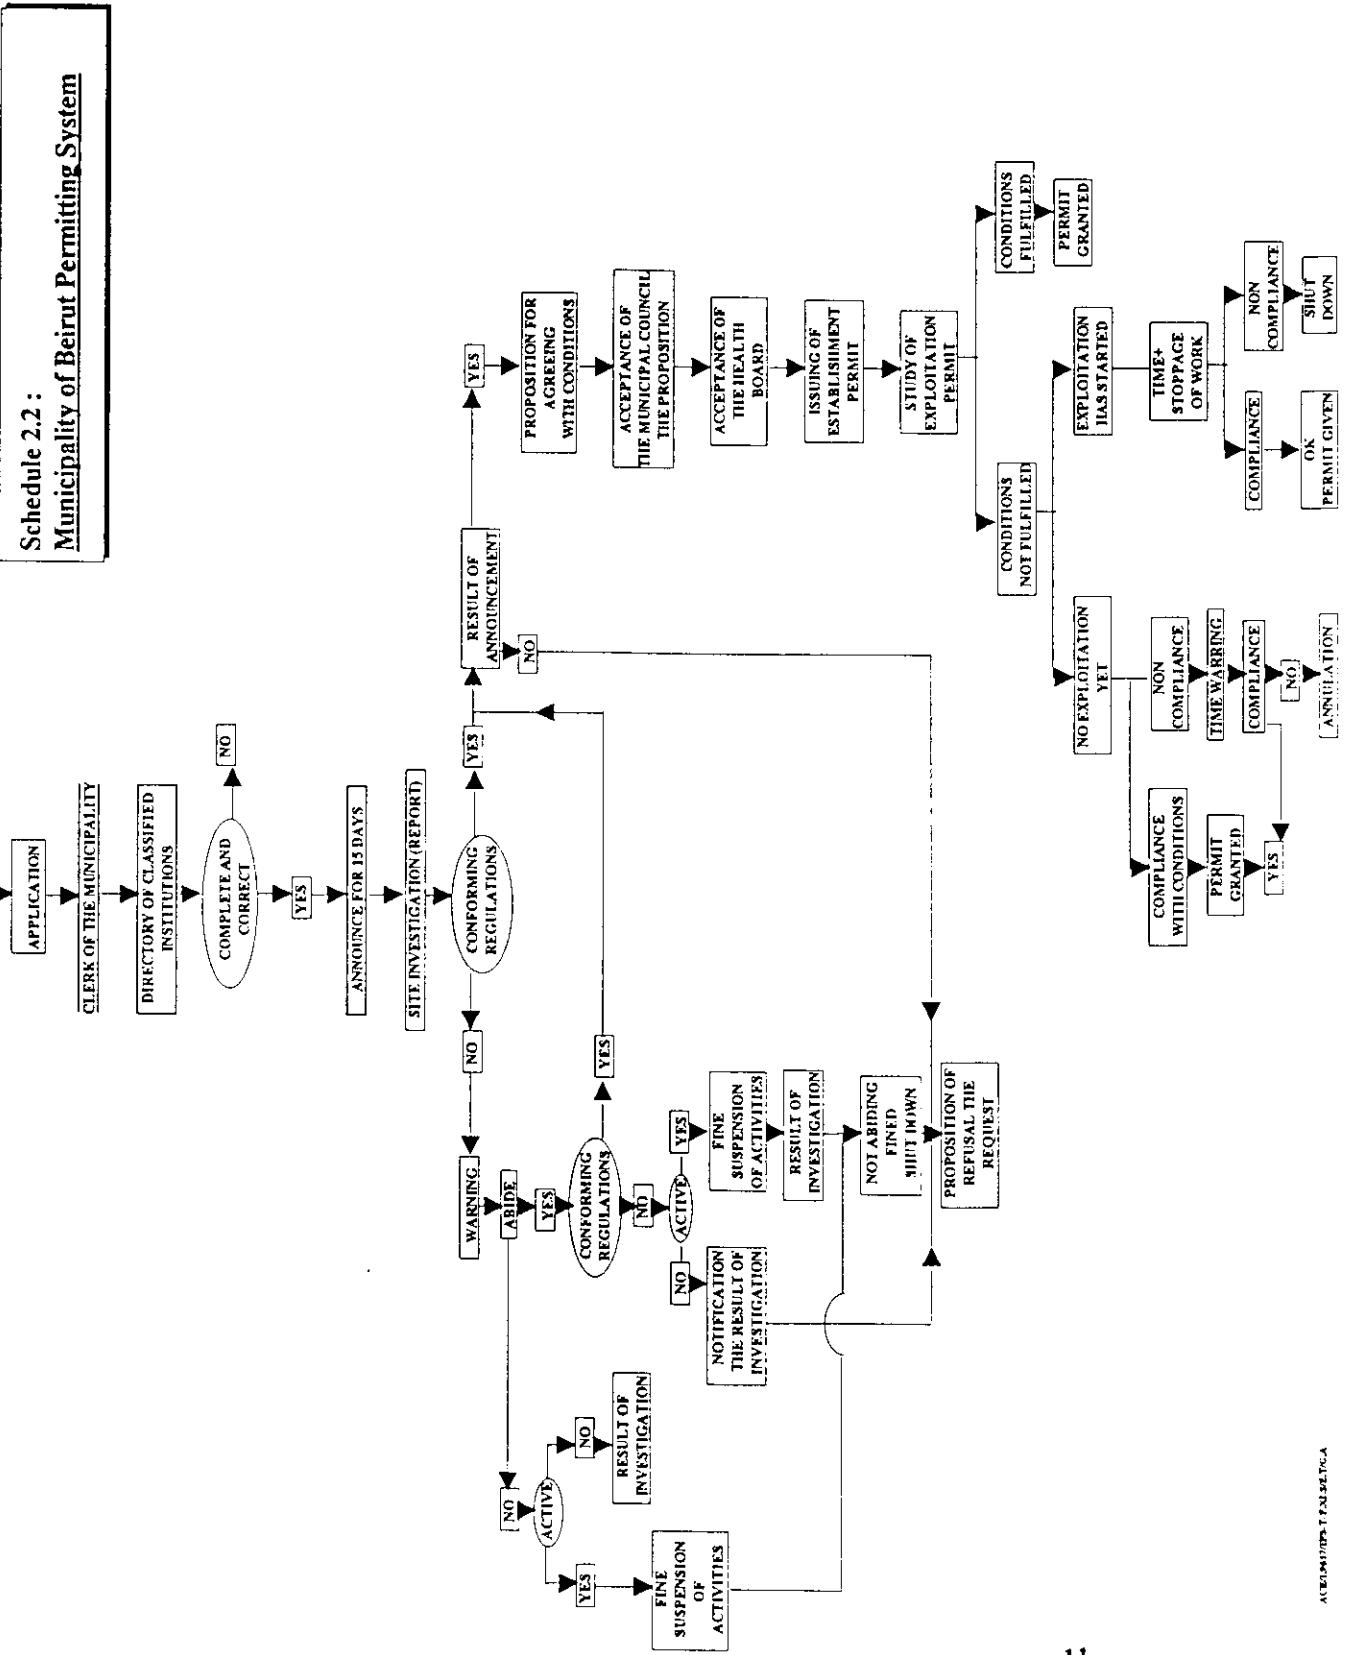 Schedule 2.2 :
Municipality of Beirut Permitting System
APPLICATION
CLERK OF THE MUNICIPALITY
DIRECTORY OF CLASSIFIED
INSTITUTIONS
COMPLETE AND
CORRECT
NO
YES
ANNOUNCE FOR 15 DAYS
SITE INVESTIGATION (REPORT)
CONFORMING
REGULATIONS
NO
YES
RESULT OF
ANNOUNCEMENT
NO
YES
WARNING
ABIDE
YES
CONFORMING
REGULATIONS
YES
NO
ACTIVE
NO
YES
NOTIFICATION
THE RESULT OF
INVESTIGATION
FINE
SUSPENSION
OF ACTIVITIES
RESULT OF
INVESTIGATION
NOT ABIDING
FINED
SHUT DOWN
PROPOSITION OF
REFUSAL THE
REQUEST
NO
ACTIVE
YES
NO
FINE
SUSPENSION
OF
ACTIVITIES
RESULT OF
INVESTIGATION
PROPOSITION FOR
AGREEING
WITH CONDITIONS
ACCEPTANCE OF
THE MUNICIPAL COUNCIL
THE PROPOSITION
ACCEPTANCE OF
THE HEALTH
BOARD
ISSUING OF
ESTABLISHMENT
PERMIT
STUDY OF
EXPLOITATION
PERMIT
CONDITIONS
NOT FULFILLED
CONDITIONS
FULFILLED
PERMIT
GRANTED
NO EXPLOITATION
YET
EXPLOITATION
HAS STARTED
COMPLIANCE
WITH CONDITIONS
PERMIT
GRANTED
YES
NON
COMPLIANCE
TIME WARRING
COMPLIANCE
NO
ANNULATION
TIME+
STOPPAGE
OF WORK
COMPLIANCE
OK
PERMIT GIVEN
NON
COMPLIANCE
SHUT
DOWN